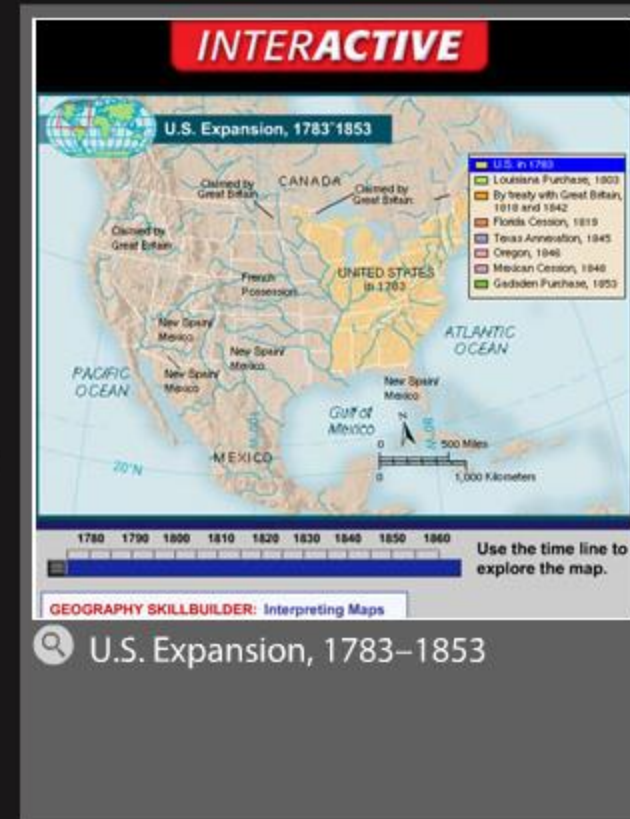 INTERACTIVE
U.S. Expansion, 1783-1853
U.S. in 1783
Louisiana Purchase, 1803
By treaty with Great Britain,
1818 and 1842
Florida Cession, 1819
Texas Annexation, 1845
Oregon, 1846
Mexican Cession, 1848
Gadsden Purchase, 1853
CANADA
Claimed by
Great Britain
Claimed by
Great Britain
Claimed by
Great Britain
French
Possession
UNITED STATES
in 1783
New Spain/
Mexico
New Spain/
Mexico
New Spain/
Mexico
New Spain/
Mexico
ATLANTIC
OCEAN
PACIFIC
OCEAN
Gulf of
Mexico
N
100°W
80°W
MEXICO
20°N
0 500 Miles
0 1,000 Kilometers
1780 1790 1800 1810 1820 1830 1840 1850 1860
Use the time line to
explore the map.
GEOGRAPHY SKILLBUILDER: Interpreting Maps
U.S. Expansion, 1783–1853